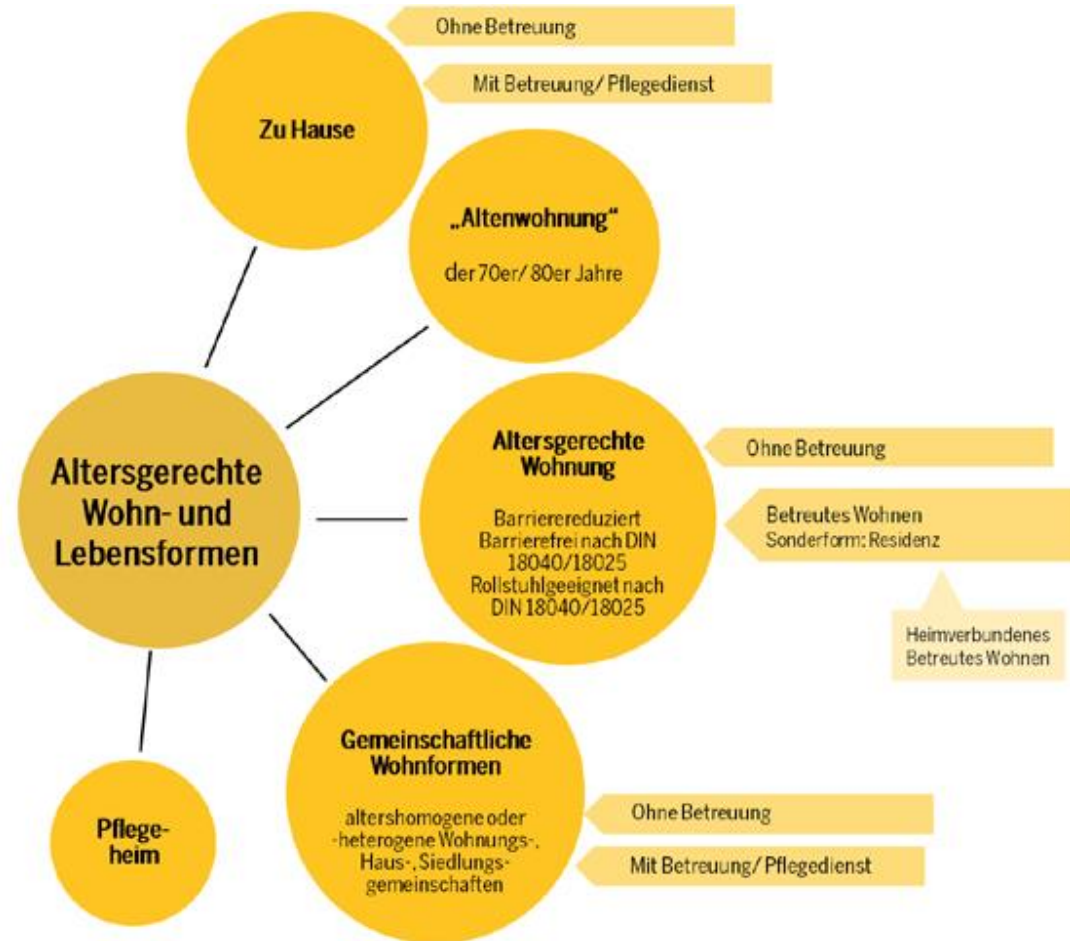 Ohne Betreuung
Mit Betreuung/ Pflegedienst
Zu Hause
„Altenwohnung“
der 70er/ 80er Jahre
Altersgerechte
Wohn- und
Lebensformen
Altersgerechte
Wohnung
Barrierereduziert
Barrierefrei nach DIN
18040/18025
Rollstuhlgeeignet nach
DIN 18040/18025
Ohne Betreuung
Betreutes Wohnen
Sonderform: Residenz
Heimverbundenes
Betreutes Wohnen
Gemeinschaftliche
Wohnformen
altershomogene oder
-heterogene Wohnungs-,
Haus-, Siedlungs-
gemeinschaften
Ohne Betreuung
Mit Betreuung/ Pflegedienst
Pflege-
heim